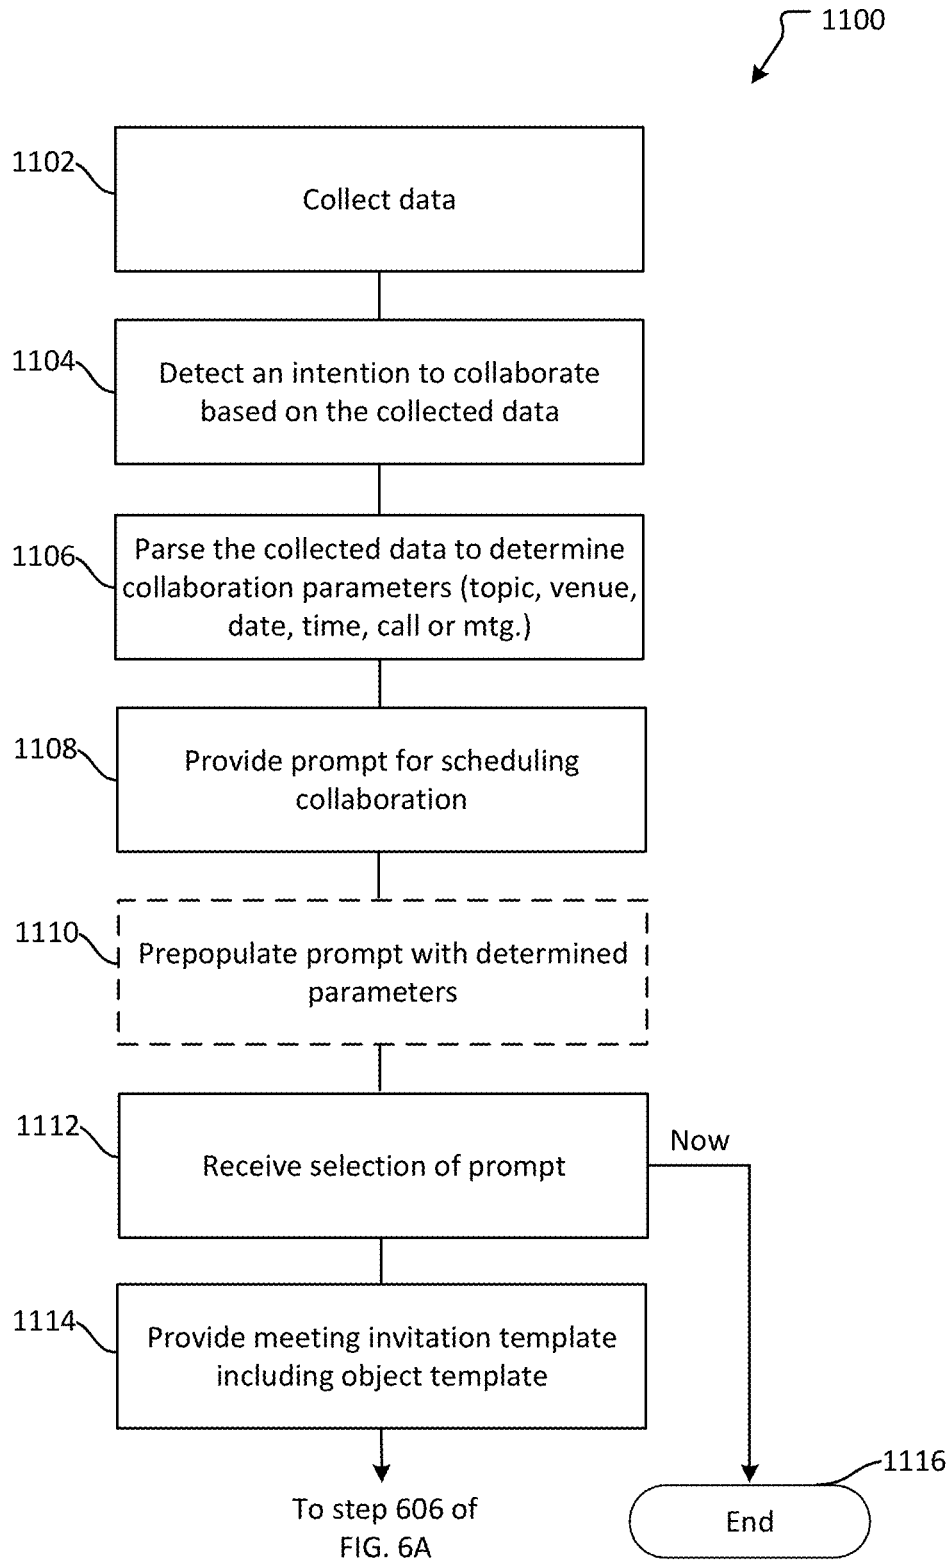 1100
1102
Collect data
1104
Detect an intention to collaborate
based on the collected data
1106
Parse the collected data to determine
collaboration parameters (topic, venue,
date, time, call or mtg.)
1108
Provide prompt for scheduling
collaboration
1110
Prepopulate prompt with determined
parameters
1112
Receive selection of prompt
Now
1114
Provide meeting invitation template
including object template
To step 606 of
FIG. 6A
1116
End